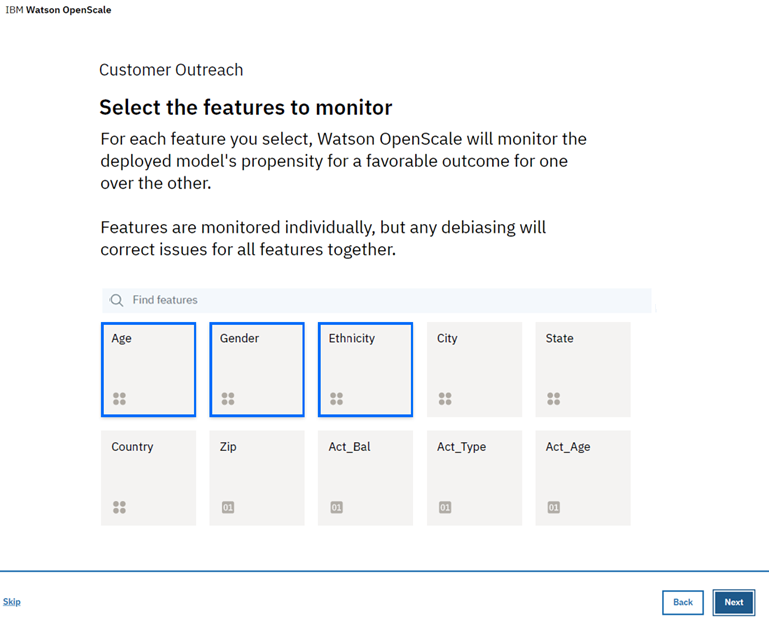 IBM Watson OpenScale
Customer Outreach
Select the features to monitor
For each feature you select, Watson OpenScale will monitor the
deployed model's propensity for a favorable outcome for one
over the other.
Features are monitored individually, but any debiasing will
correct issues for all features together.
Find features
Age Gender Ethnicity City State
Country Zip Act_Bal Act_Type Act_Age
01 01 01 01
Skip Back Next